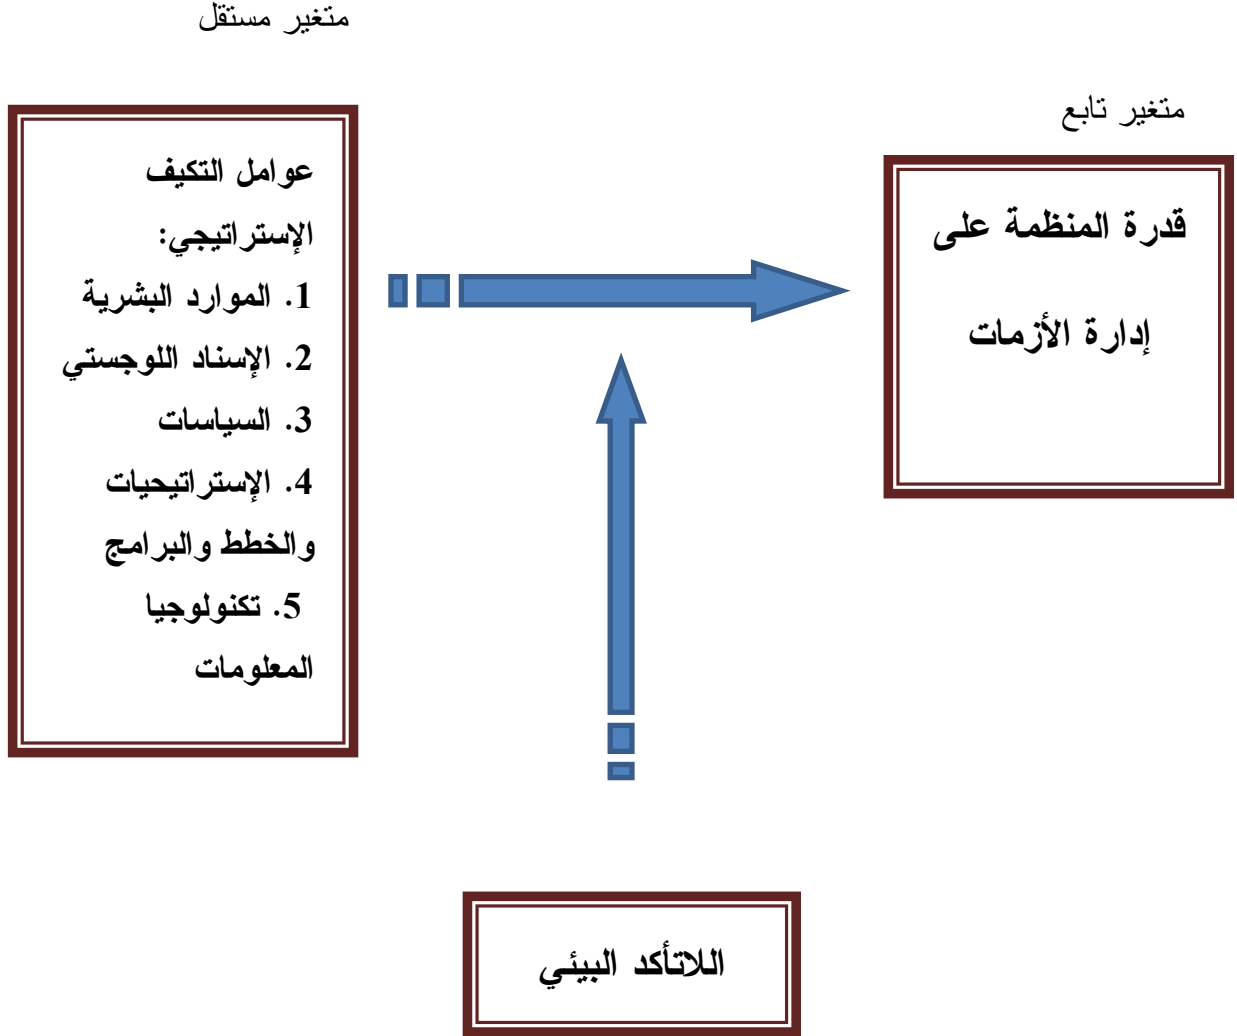 متغير مستقل
متغير تابع
عوامل التكيف
الإستراتيجي:
1. الموارد البشرية
2. الإسناد اللوجستي
3. السياسات
4. الإستراتيحيات
والخطط والبرامج
5. تكنولوجيا
المعلومات
قدرة المنظمة على
إدارة الأزمات
اللاتأكد البيئي